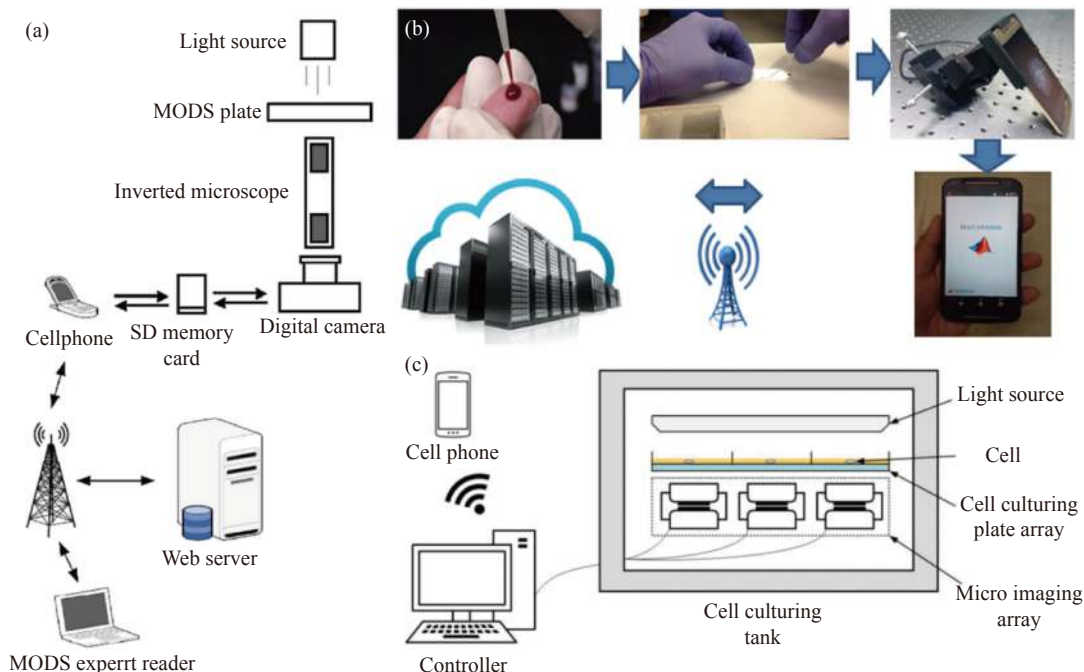 (a)
Light source
MODS plate
Inverted microscope
Cellphone
SD memory
card
Digital camera
Web server
MODS experrt reader
(b)
(c)
Cell phone
Controller
Light source
Cell
Cell culturing
plate array
Micro imaging
array
Cell culturing
tank